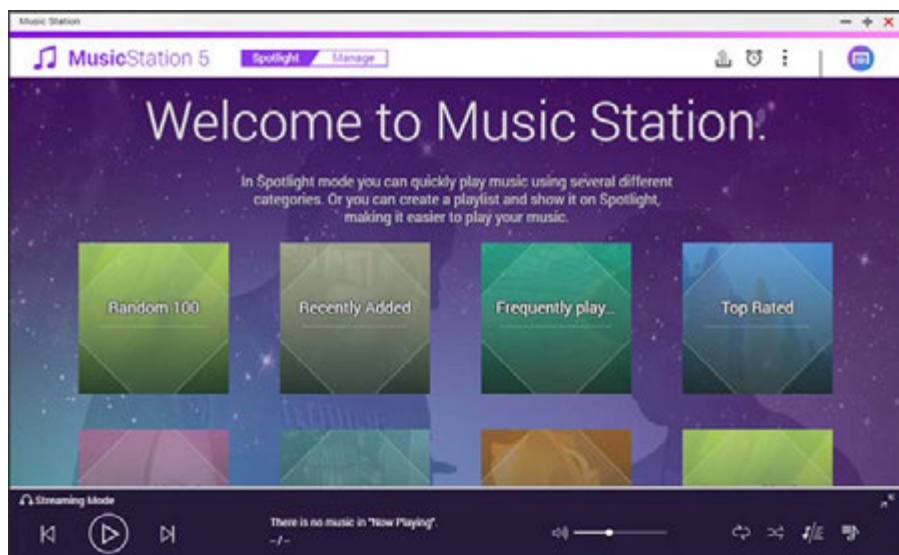 Music Station
MusicStation 5
Spotlight
Manage
Welcome to Music Station.
In Spotlight mode you can quickly play music using several different
categories. Or you can create a playlist and show it on Spotlight,
making it easier to play your music.
Random 100
Recently Added
Frequently play...
Top Rated
Streaming Mode
There is no music in "Now Playing".
--/--